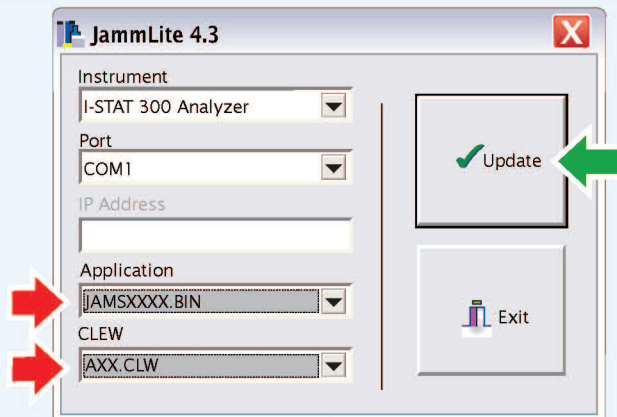 JammLite 4.3
Instrument
I-STAT 300 Analyzer
Port
COM1
IP Address
Application
JAMSXXXX.BIN
CLEW
AXX.CLW
Update
Exit